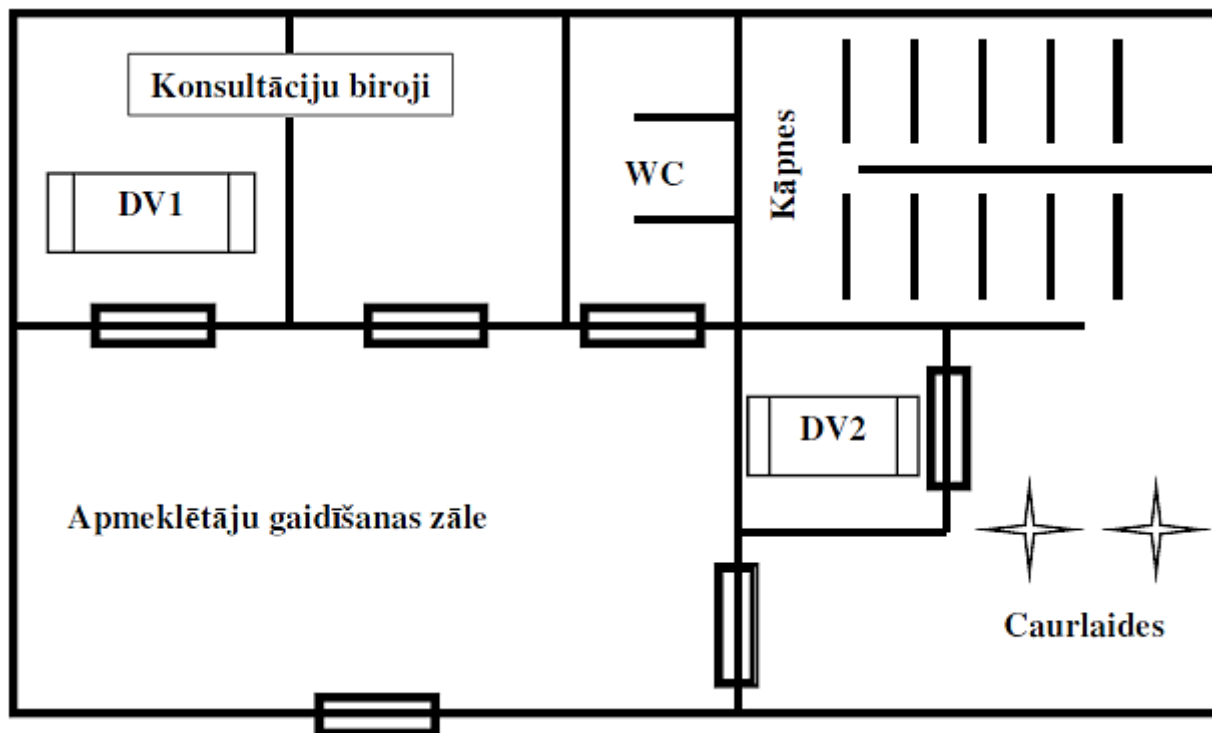 Konsultāciju biroji
DV1
WC
Kāpnes
DV2
Apmeklētāju gaidīšanas zāle
Caurlaides